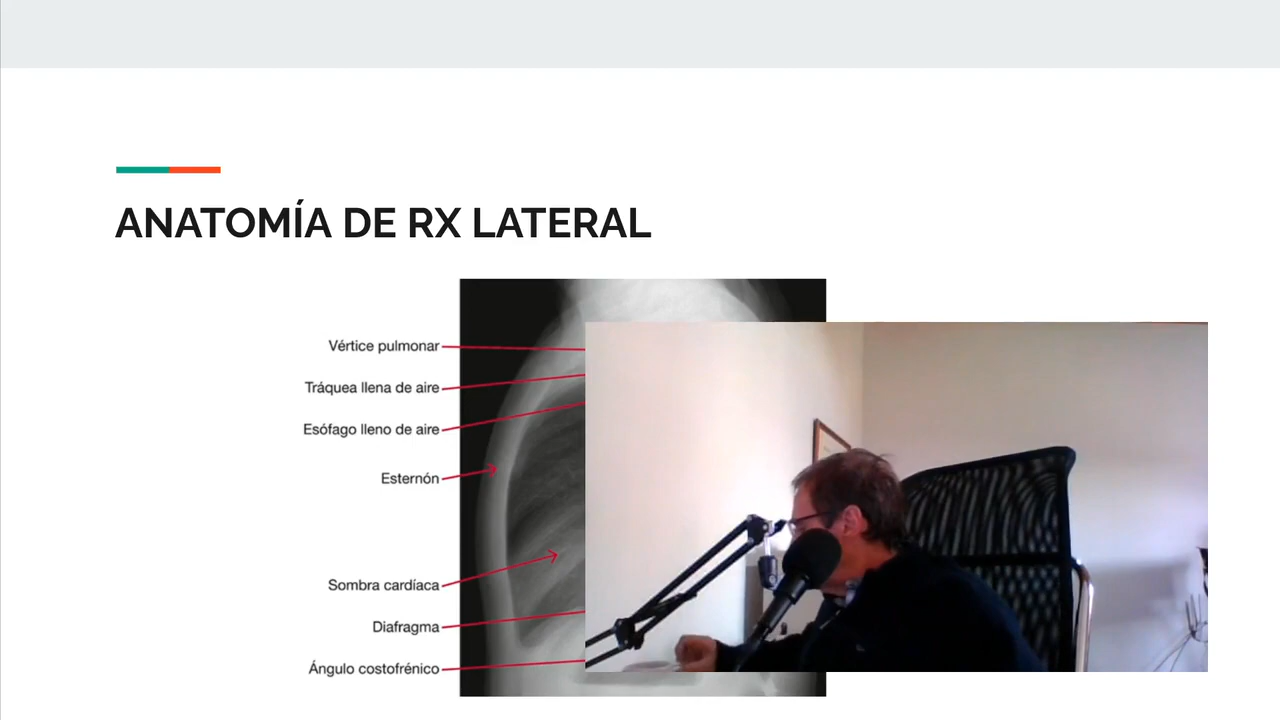 ANATOMÍA DE RX LATERAL
Vértice pulmonar
Tráquea llena de aire
Esófago lleno de aire
Esternón
Sombra cardíaca
Diafragma
Ángulo costofrénico